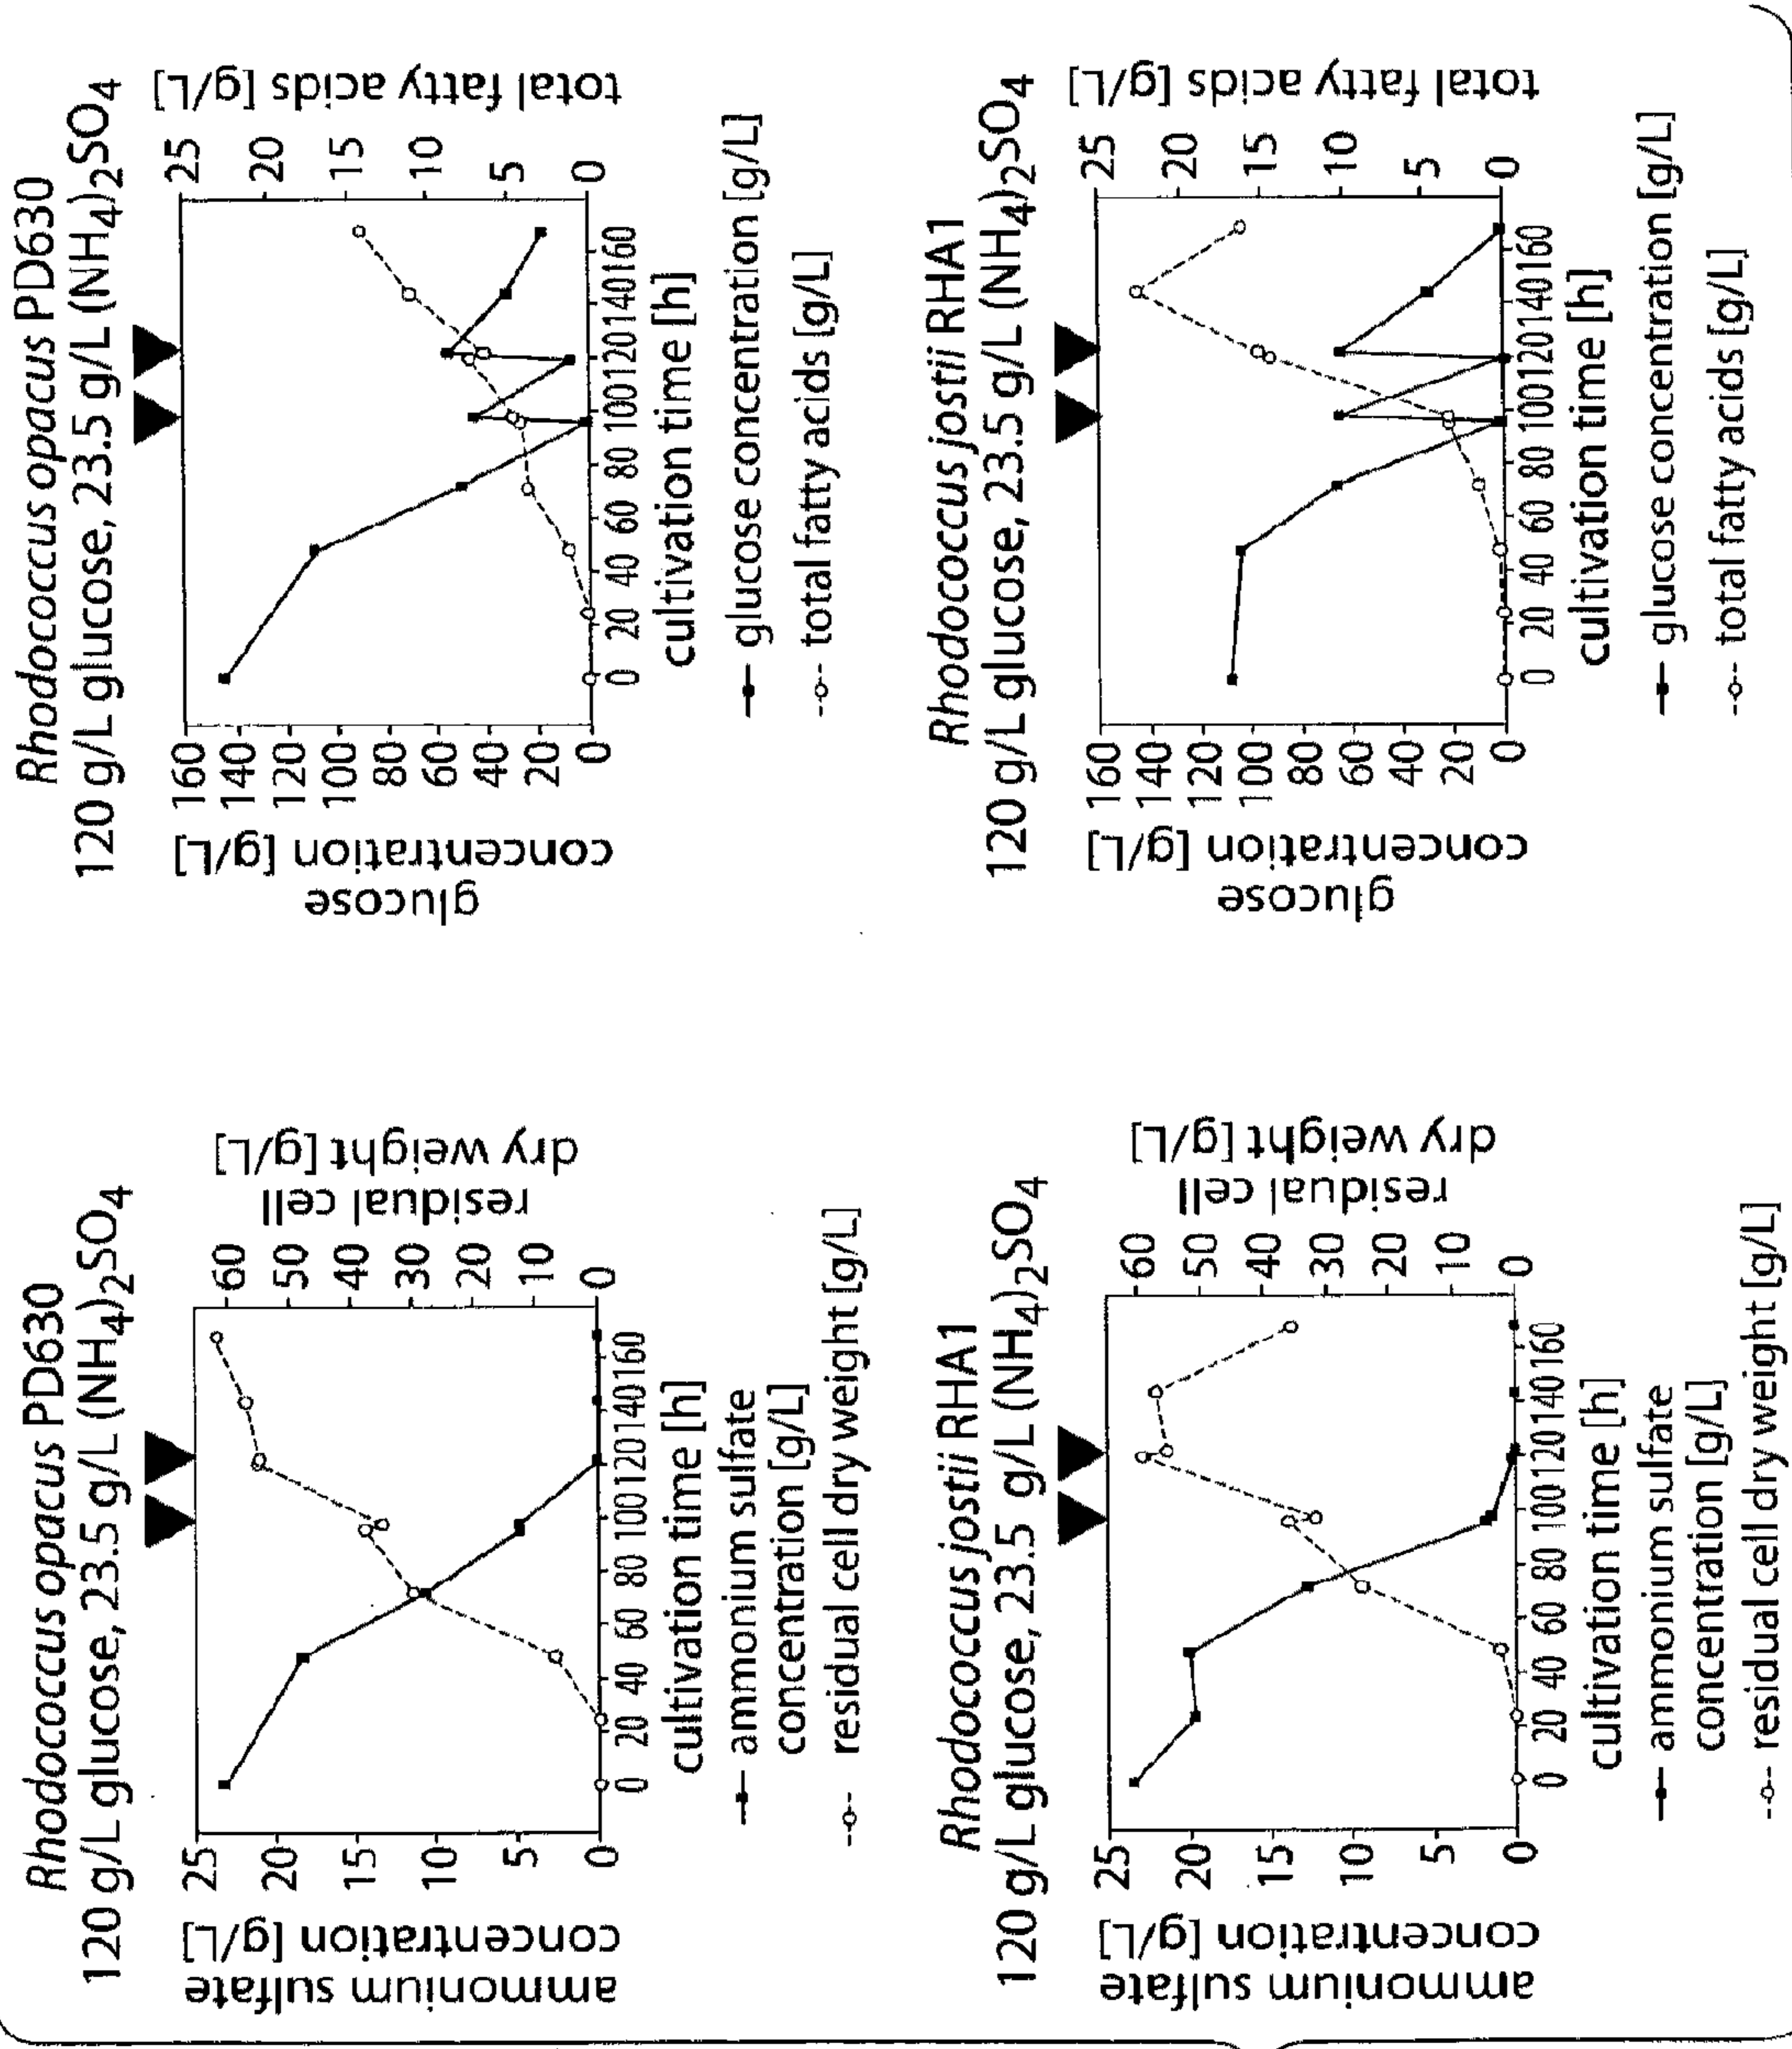 Rhodococcus opacus PD630
120 g/L glucose, 23.5 g/L (NH4)2SO4
ammonium sulfate
concentration [g/L]
25
20
15
10
5
0
residual cell
dry weight [g/L]
60
50
40
30
20
10
0
0 20 40 60 80 100 120 140 160
cultivation time [h]
ammonium sulfate
concentration [g/L]
residual cell dry weight [g/L]
Rhodococcus opacus PD630
120 g/L glucose, 23.5 g/L (NH4)2SO4
glucose
concentration [g/L]
160
140
120
100
80
60
40
20
0
total fatty acids [g/L]
25
20
15
10
5
0
0 20 40 60 80 100 120 140 160
cultivation time [h]
glucose concentration [g/L]
total fatty acids [g/L]
Rhodococcus jostii RHA1
120 g/L glucose, 23.5 g/L (NH4)2SO4
ammonium sulfate
concentration [g/L]
25
20
15
10
5
0
residual cell
dry weight [g/L]
60
50
40
30
20
10
0
0 20 40 60 80 100 120 140 160
cultivation time [h]
ammonium sulfate
concentration [g/L]
residual cell dry weight [g/L]
Rhodococcus jostii RHA1
120 g/L glucose, 23.5 g/L (NH4)2SO4
glucose
concentration [g/L]
160
140
120
100
80
60
40
20
0
total fatty acids [g/L]
25
20
15
10
5
0
0 20 40 60 80 100 120 140 160
cultivation time [h]
glucose concentration [g/L]
total fatty acids [g/L]